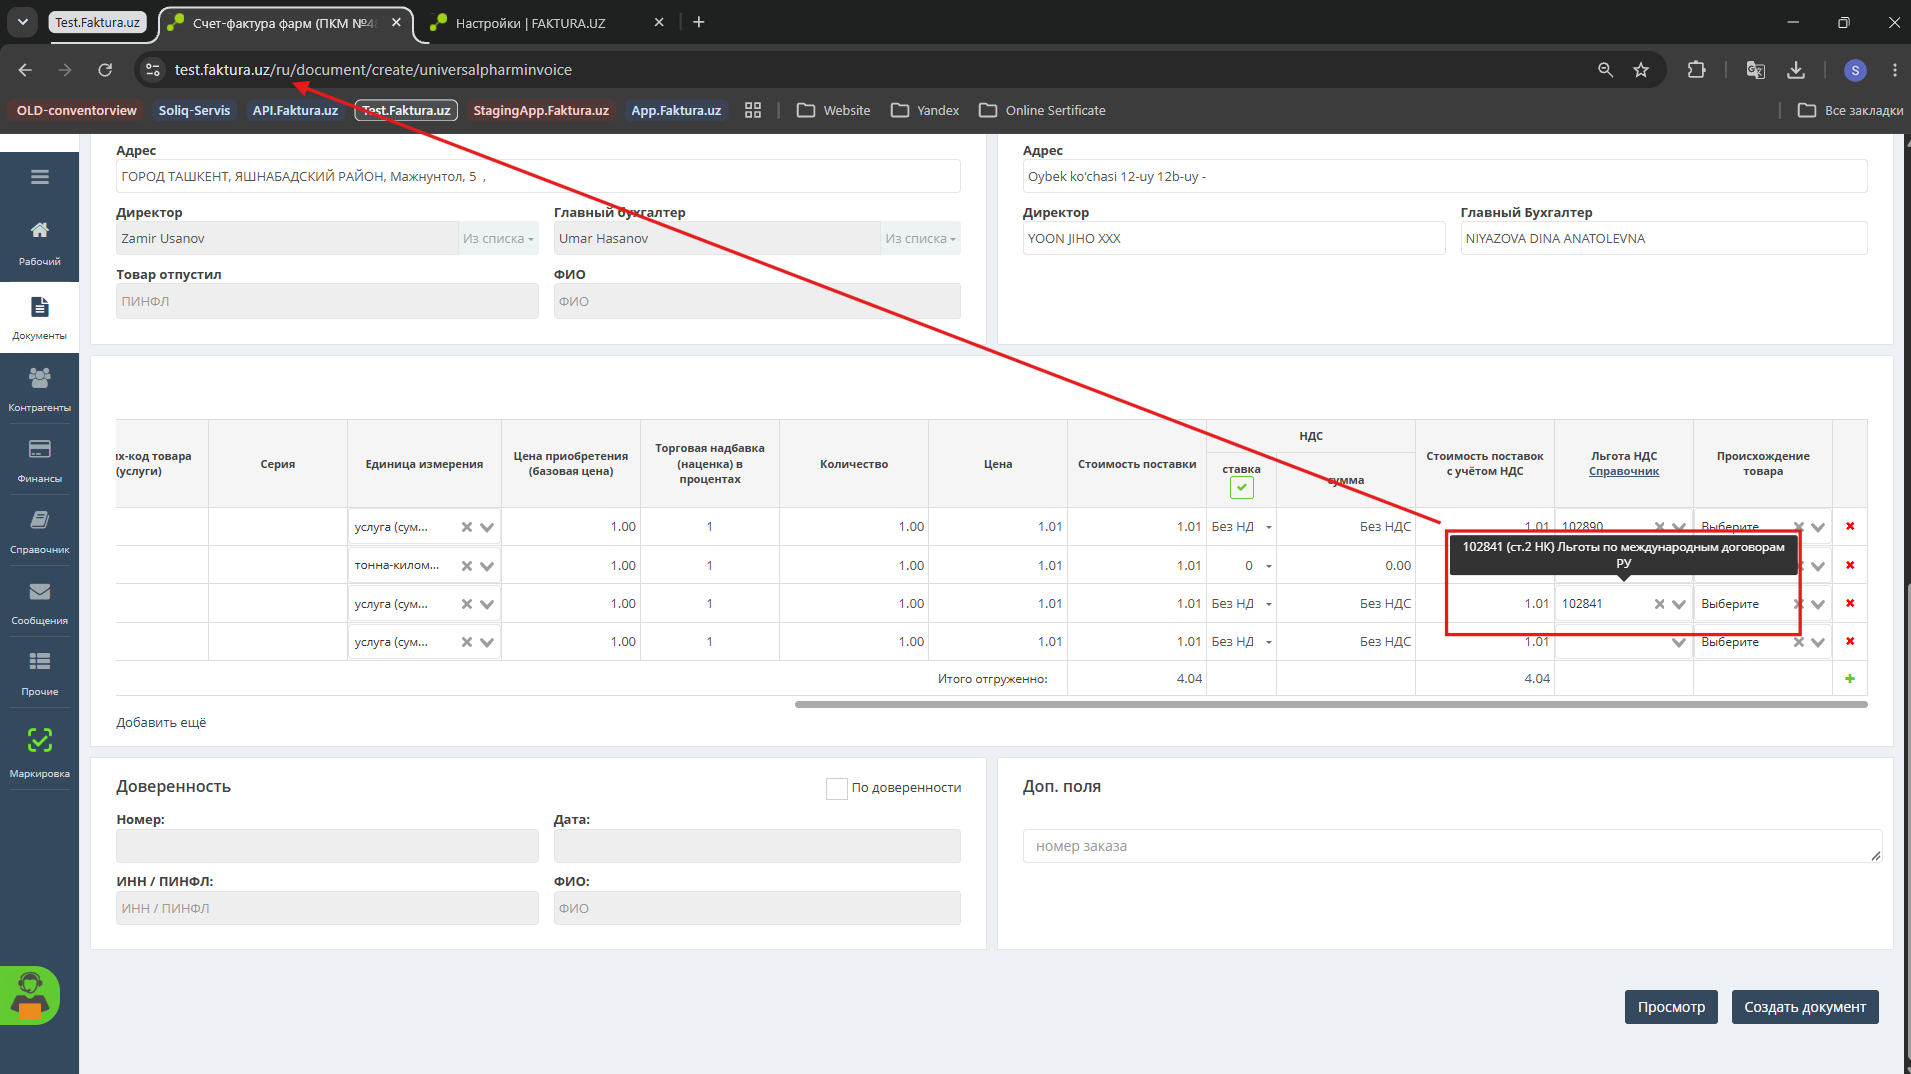 Test.Faktura.uz
Счет-фактура фарм (ПКМ №4
Настройки | FAKTURA.UZ
test.faktura.uz/ru/document/create/universalpharminvoice
S
OLD-conventorview
Soliq-Servis
API.Faktura.uz
Test.Faktura.uz
StagingApp.Faktura.uz
App.Faktura.uz
Website
Yandex
Online Sertificate
Все закладки
Рабочий
Документы
Контрагенты
Финансы
Справочник
Сообщения
Прочие
Маркировка
Адрес
ГОРОД ТАШКЕНТ, ЯШНАБАДСКИЙ РАЙОН, Мажнунтол, 5 ,
Директор
Главный бухгалтер
Zamir Usanov
Из списка
Umar Hasanov
Из списка
Товар отпустил
ФИО
ПИНФЛ
ФИО
Адрес
Oybek ko‘chasi 12-uy 12b-uy -
Директор
Главный Бухгалтер
YOON JIHO XXX
NIYAZOVA DINA ANATOLEVNA
их-код товара (услуги)
Серия
Единица измерения
Цена приобретения (базовая цена)
Торговая надбавка (наценка) в процентах
Количество
Цена
Стоимость поставки
НДС
ставка
сумма
Стоимость поставок с учётом НДС
Льгота НДС
Справочник
Происхождение товара
услуга (сум... 1.00 1 1.00 1.01 1.01 Без НД Без НДС 1.01 102890 Выберите
тонна-килом... 1.00 1 1.00 1.01 1.01 0 0.00
102841 (ст.2 НК) Льготы по международным договорам РУ
услуга (сум... 1.00 1 1.00 1.01 1.01 Без НД Без НДС 1.01 102841 Выберите
услуга (сум... 1.00 1 1.00 1.01 1.01 Без НД Без НДС 1.01 Выберите
Итого отгруженно: 4.04 4.04
Добавить ещё
Доверенность
По доверенности
Номер:
Дата:
ИНН / ПИНФЛ:
ФИО:
ИНН / ПИНФЛ
ФИО
Доп. поля
номер заказа
Просмотр
Создать документ